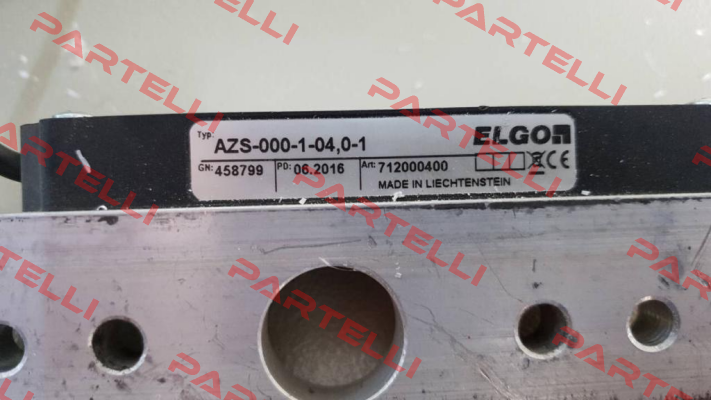 Typ: AZS-000-1-04,0-1 ELGO
GN: 458799 PD: 06.2016 Art: 712000400 CE
MADE IN LIECHTENSTEIN
PARTELLI
PARTELLI
PARTELLI
PARTELLI
PARTELLI
PARTELLI
PARTELLI
PARTELLI
PARTELLI